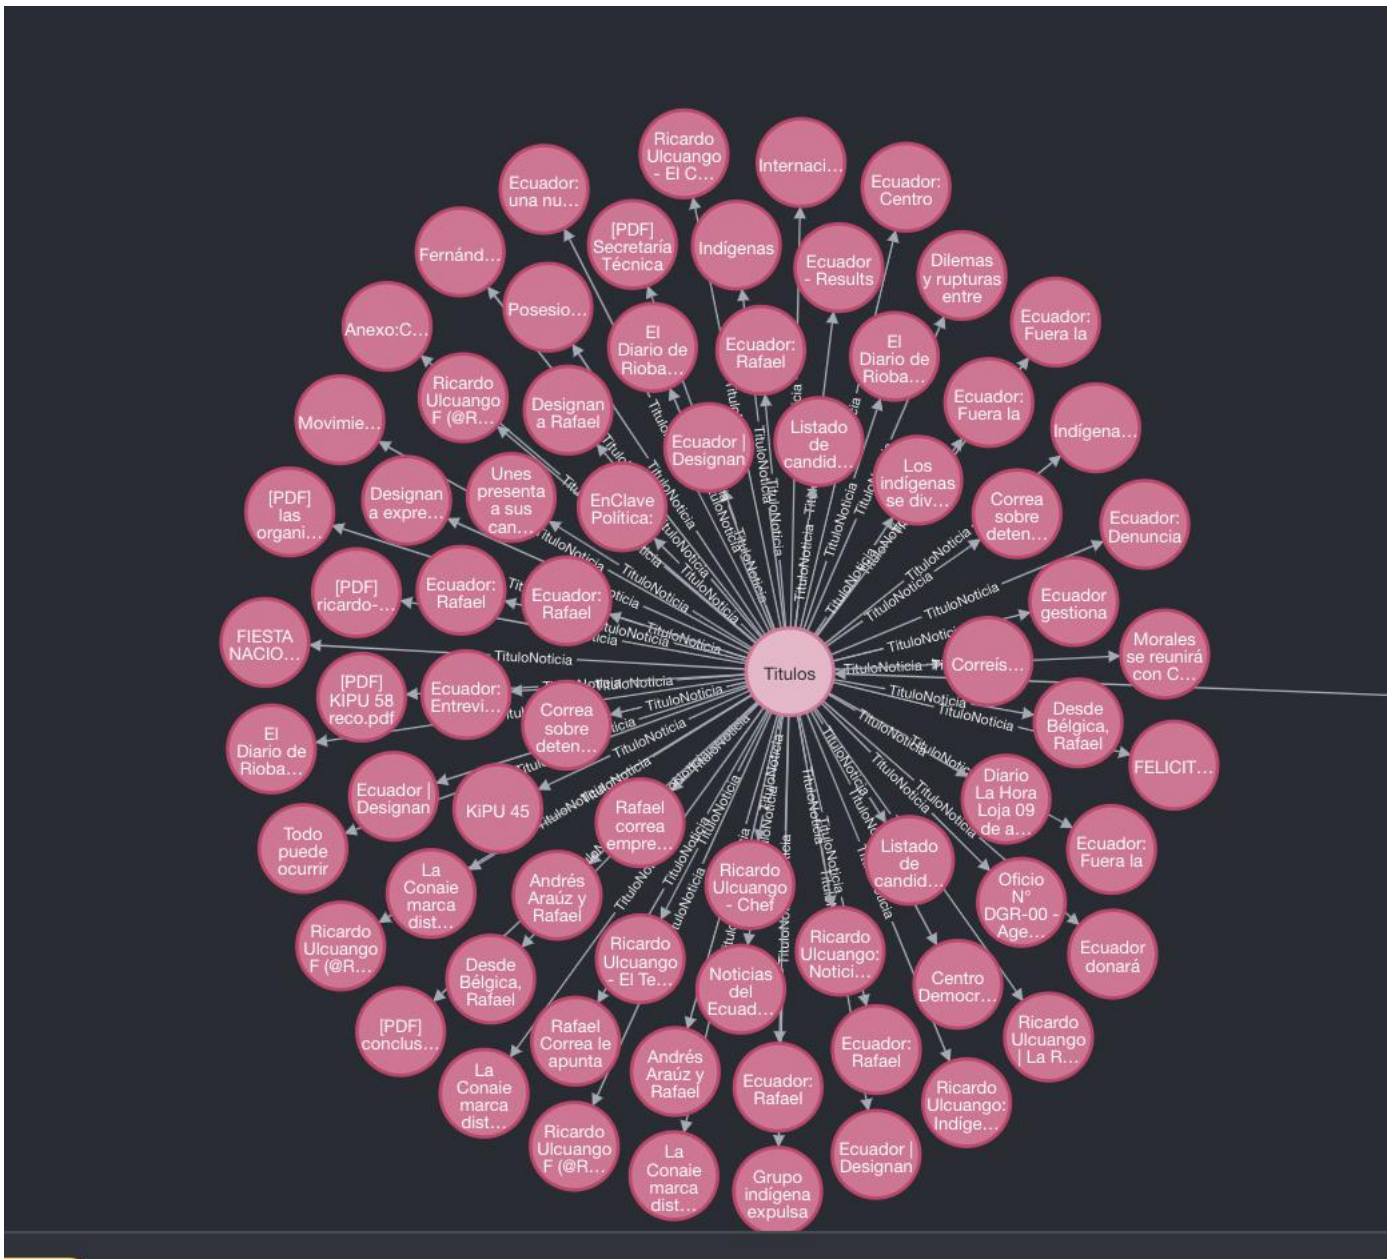 Ricardo
Ulcuango
- El C...
Internaci...
Ecuador:
Centro
Ecuador:
una nu...
[PDF]
Secretaría
Técnica
Indígenas
Ecuador
- Results
Dilemas
y rupturas
entre
Fernánd...
Posesio...
Ecuador:
Fuera la
Anexo:C...
El
Diario de
Rioba...
Ecuador:
Rafael
El
Diario de
Rioba...
Ricardo
Ulcuango
F (@R...
Designan
a Rafael
Ecuador:
Fuera la
Movimie...
Ecuador |
Designan
Listado
de
candid...
Indígena...
Los
indígenas
se div...
[PDF]
las
organi...
Designan
a expre...
Unes
presenta
a sus
can...
EnClave
Política:
Correa
sobre
deten...
Ecuador:
Denuncia
[PDF]
ricardo-...
Ecuador:
Rafael
Ecuador:
Rafael
Ecuador
gestiona
FIESTA
NACIO...
TituloNoticia
Titulos
TituloNoticia
Correís...
Morales
se reunirá
con C...
[PDF]
KIPU 58
reco.pdf
Ecuador:
Entrevi...
Correa
sobre
deten...
Desde
Bélgica,
Rafael
El
Diario de
Rioba...
FELICIT...
Ecuador |
Designan
KiPU 45
Rafael
correa
empre...
Diario
La Hora
Loja 09
de a...
Todo
puede
ocurrir
Listado
de
candid...
Ecuador:
Fuera la
La
Conaie
marca
dist...
Andrés
Araúz y
Rafael
Ricardo
Ulcuango
- Chef
Oficio
N°
DGR-00 -
Age...
Ricardo
Ulcuango
F (@R...
Desde
Bélgica,
Rafael
Ricardo
Ulcuango
- El Te...
Noticias
del
Ecuad...
Ricardo
Ulcuango:
Notici...
Centro
Democr...
Ecuador
donará
[PDF]
conclus...
Rafael
Correa le
apunta
Andrés
Araúz y
Rafael
Ecuador:
Rafael
Ecuador:
Rafael
Ricardo
Ulcuango
| La R...
La
Conaie
marca
dist...
Ricardo
Ulcuango
F (@R...
La
Conaie
marca
dist...
Grupo
indígena
expulsa
Ecuador |
Designan
Ricardo
Ulcuango:
Indíge...